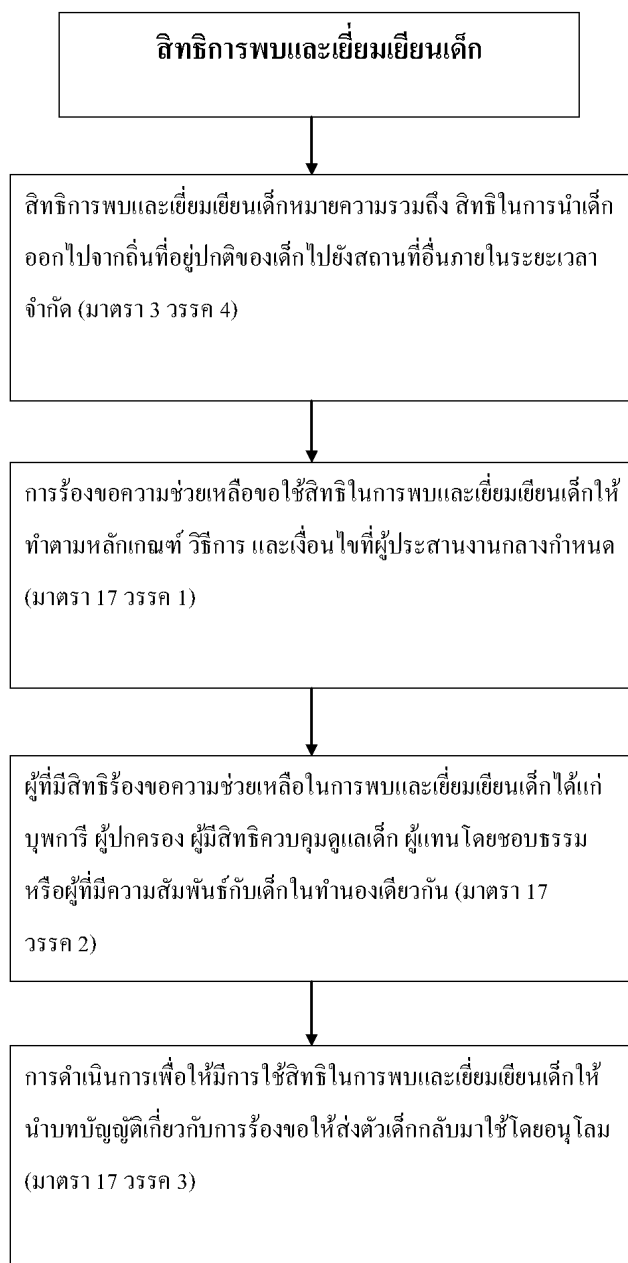 สิทธิการพบและเยี่ยมเยียนเด็ก
สิทธิการพบและเยี่ยมเยียนเด็กหมายความรวมถึง สิทธิในการนำเด็ก
ออกไปจากถิ่นที่อยู่ปกติของเด็กไปยังสถานที่อื่นภายในระยะเวลา
จำกัด (มาตรา 3 วรรค 4)
การร้องขอความช่วยเหลือขอใช้สิทธิในการพบและเยี่ยมเยียนเด็กให้
ทำตามหลักเกณฑ์ วิธีการ และเงื่อนไขที่ผู้ประสานงานกลางกำหนด
(มาตรา 17 วรรค 1)
ผู้ที่มีสิทธิร้องขอความช่วยเหลือในการพบและเยี่ยมเยียนเด็กได้แก่
บุพการี ผู้ปกครอง ผู้มีสิทธิควบคุมดูแลเด็ก ผู้แทนโดยชอบธรรม
หรือผู้ที่มีความสัมพันธ์กับเด็กในทำนองเดียวกัน (มาตรา 17
วรรค 2)
การดำเนินการเพื่อให้มีการใช้สิทธิในการพบและเยี่ยมเยียนเด็กให้
นำบทบัญญัติเกี่ยวกับการร้องขอให้ส่งตัวเด็กกลับมาใช้โดยอนุโลม
(มาตรา 17 วรรค 3)